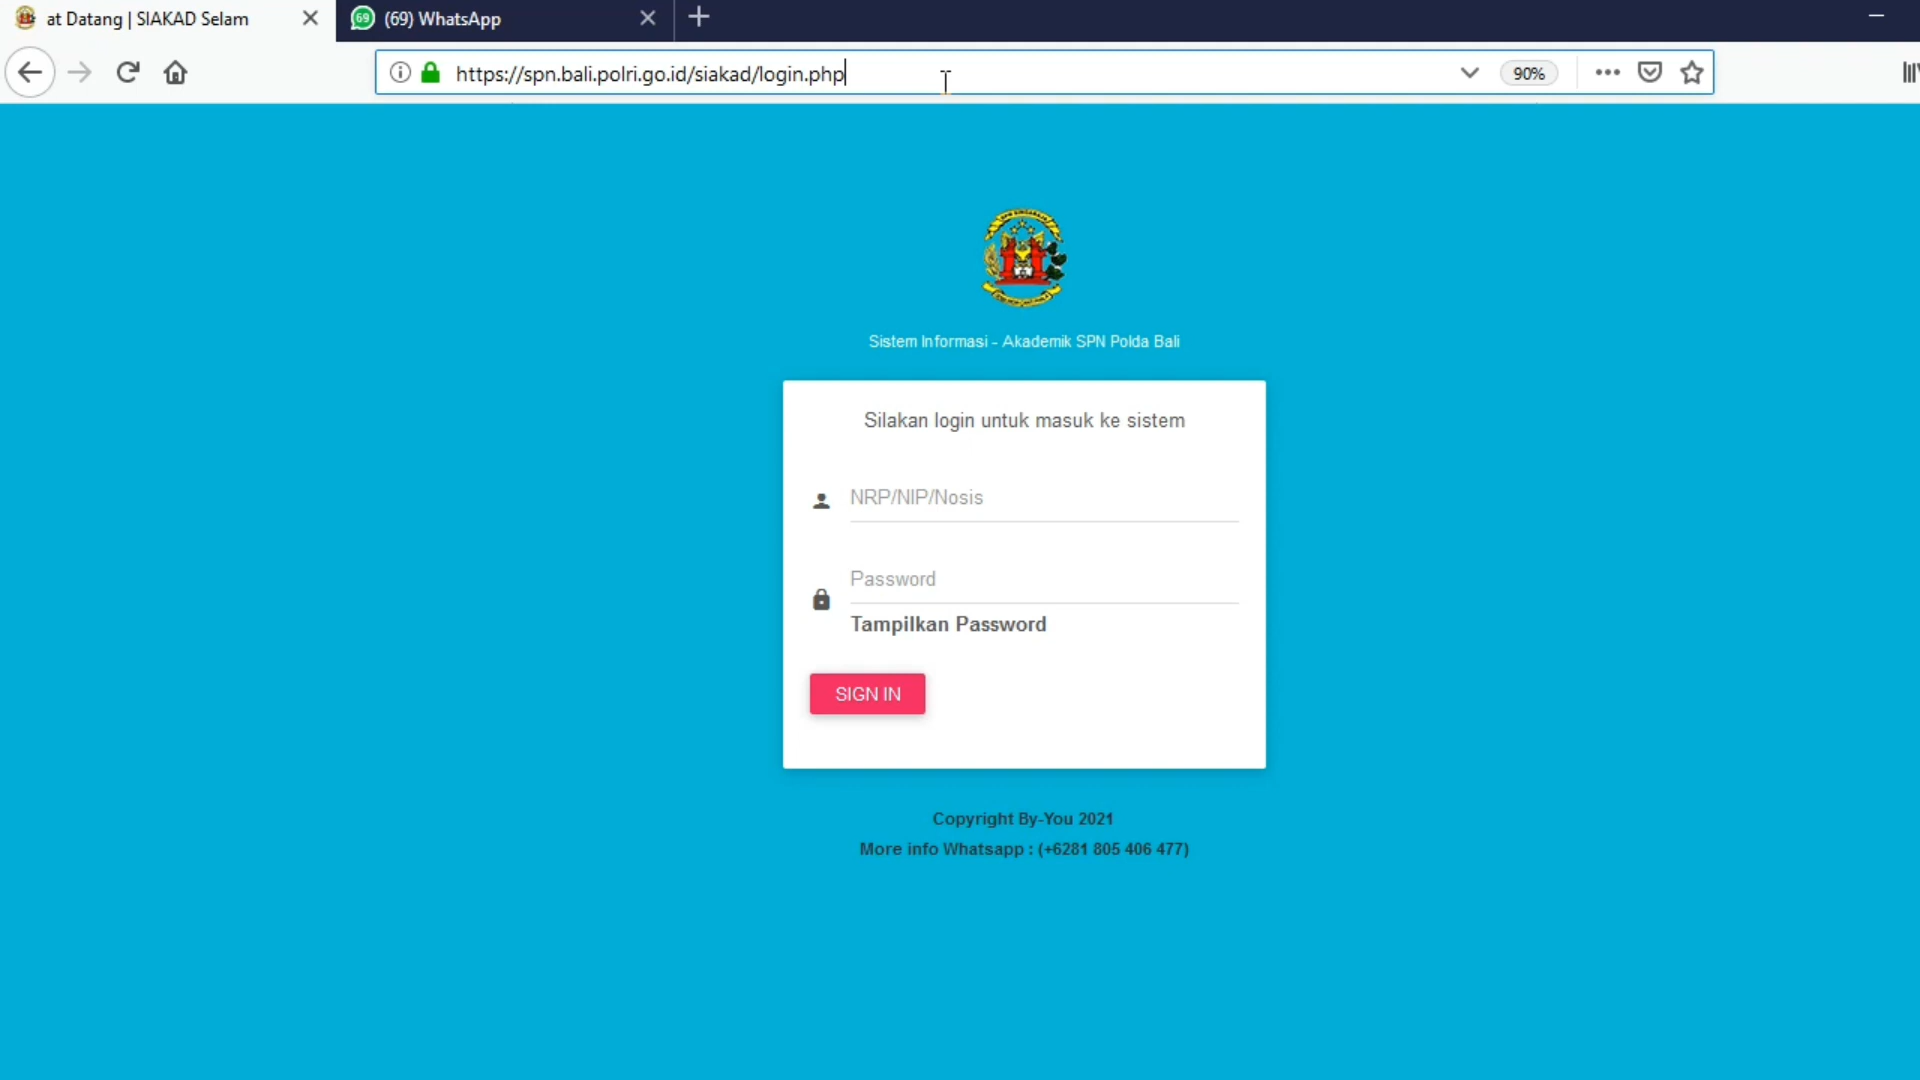 at Datang | SIAKAD Selam
69
(69) WhatsApp
https://spn.bali.polri.go.id/siakad/login.php
90%
Sistem Informasi - Akademik SPN Polda Bali
Silakan login untuk masuk ke sistem
NRP/NIP/Nosis
Password
Tampilkan Password
SIGN IN
Copyright By-You 2021
More info Whatsapp : (+6281 805 406 477)